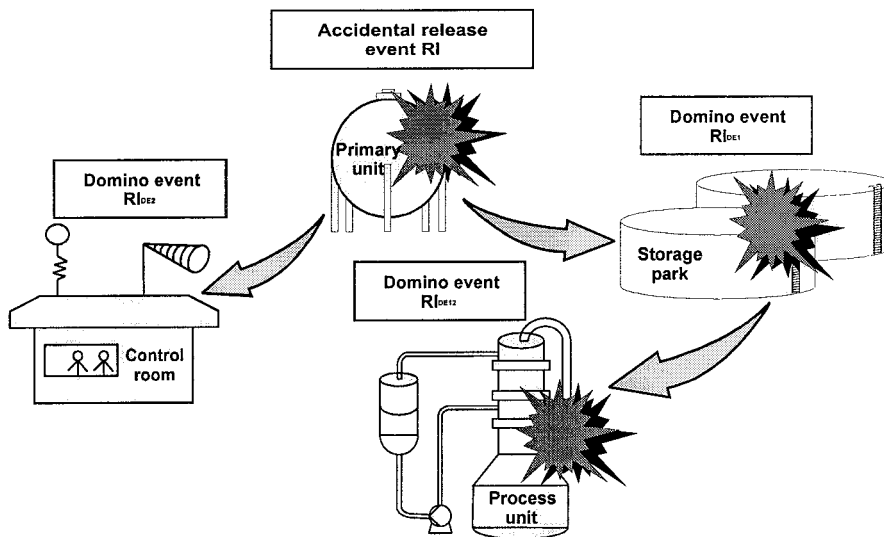 Accidental release
event RI
Primary
unit
Domino event
RIDE1
Domino event
RIDE2
Storage
park
Domino event
RIDE12
Control
room
Process
unit